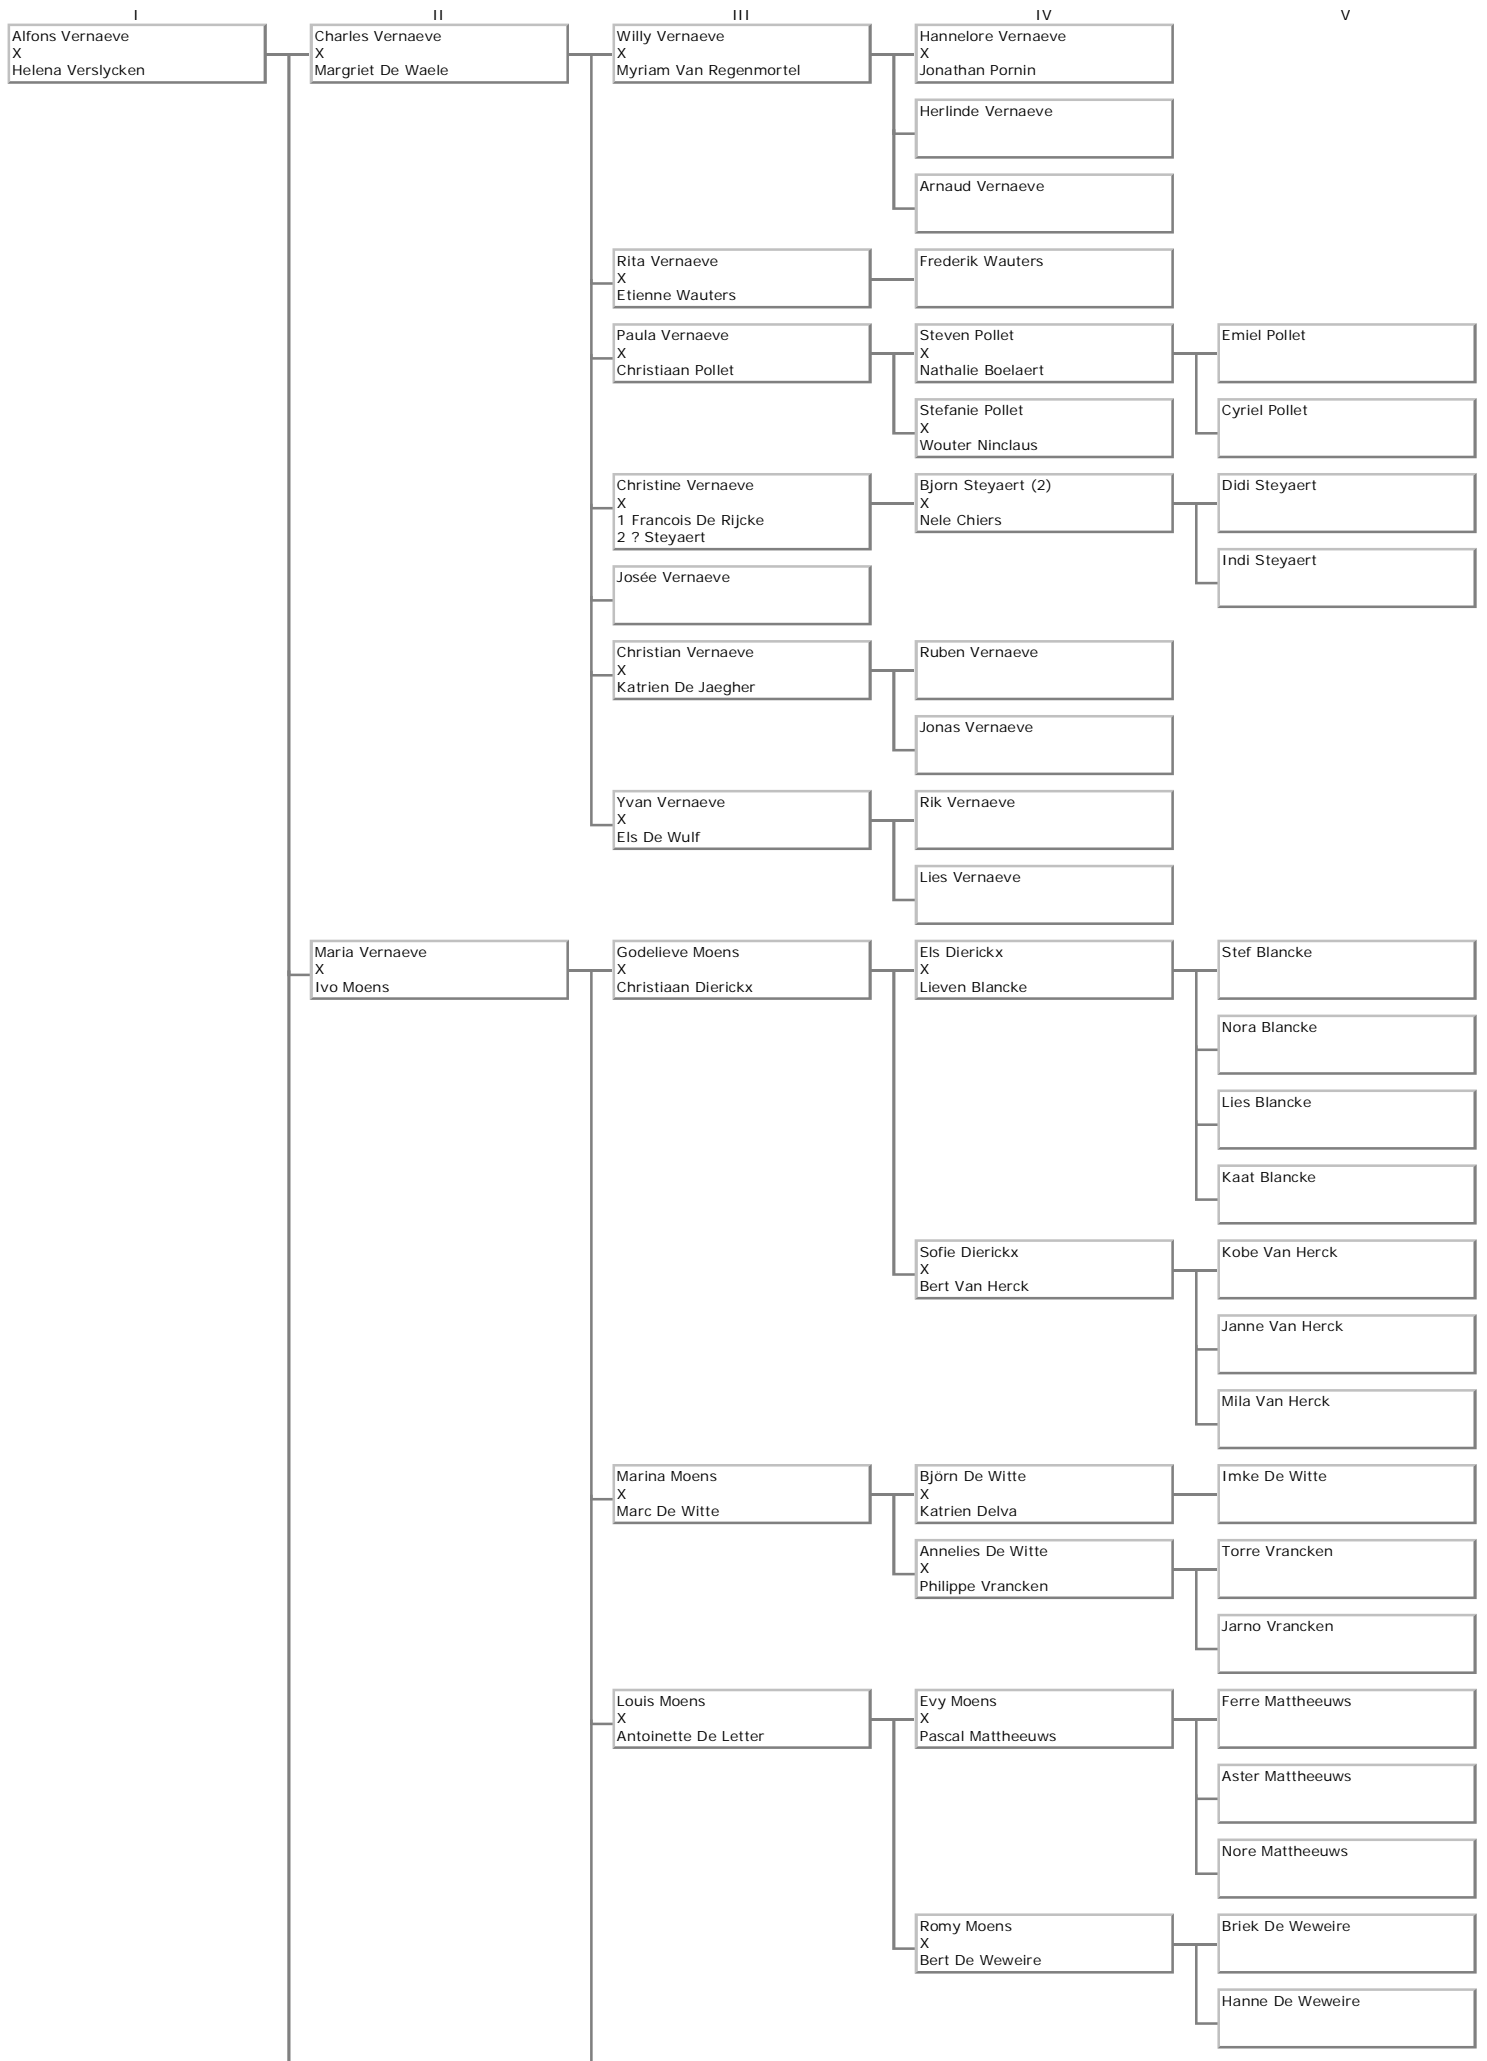 I
II
III
IV
V
Alfons Vernaeve
X
Helena Verslycken
Charles Vernaeve
X
Margriet De Waele
Willy Vernaeve
X
Myriam Van Regenmortel
Hannelore Vernaeve
X
Jonathan Pornin
Herlinde Vernaeve
Arnaud Vernaeve
Rita Vernaeve
X
Etienne Wauters
Frederik Wauters
Paula Vernaeve
X
Christiaan Pollet
Steven Pollet
X
Nathalie Boelaert
Emiel Pollet
Cyriel Pollet
Stefanie Pollet
X
Wouter Ninclaus
Christine Vernaeve
X
1 Francois De Rijcke
2 ? Steyaert
Bjorn Steyaert (2)
X
Nele Chiers
Didi Steyaert
Indi Steyaert
Josée Vernaeve
Christian Vernaeve
X
Katrien De Jaegher
Ruben Vernaeve
Jonas Vernaeve
Yvan Vernaeve
X
Els De Wulf
Rik Vernaeve
Lies Vernaeve
Maria Vernaeve
X
Ivo Moens
Godelieve Moens
X
Christiaan Dierickx
Els Dierickx
X
Lieven Blancke
Stef Blancke
Nora Blancke
Lies Blancke
Kaat Blancke
Sofie Dierickx
X
Bert Van Herck
Kobe Van Herck
Janne Van Herck
Mila Van Herck
Marina Moens
X
Marc De Witte
Björn De Witte
X
Katrien Delva
Imke De Witte
Annelies De Witte
X
Philippe Vrancken
Torre Vrancken
Jarno Vrancken
Louis Moens
X
Antoinette De Letter
Evy Moens
X
Pascal Mattheeuws
Ferre Mattheeuws
Aster Mattheeuws
Nore Mattheeuws
Romy Moens
X
Bert De Weweire
Briek De Weweire
Hanne De Weweire